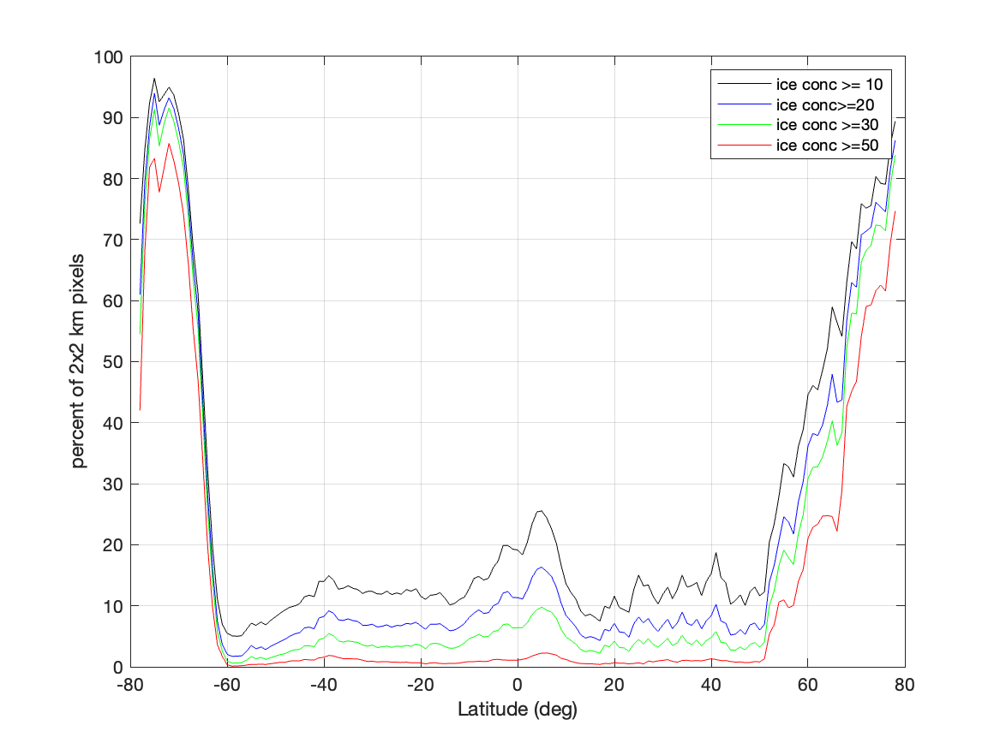 100
90
80
70
60
50
40
30
20
10
0
percent of 2x2 km pixels
ice conc >= 10
ice conc>=20
ice conc >=30
ice conc >=50
-80 -60 -40 -20 0 20 40 60 80
Latitude (deg)